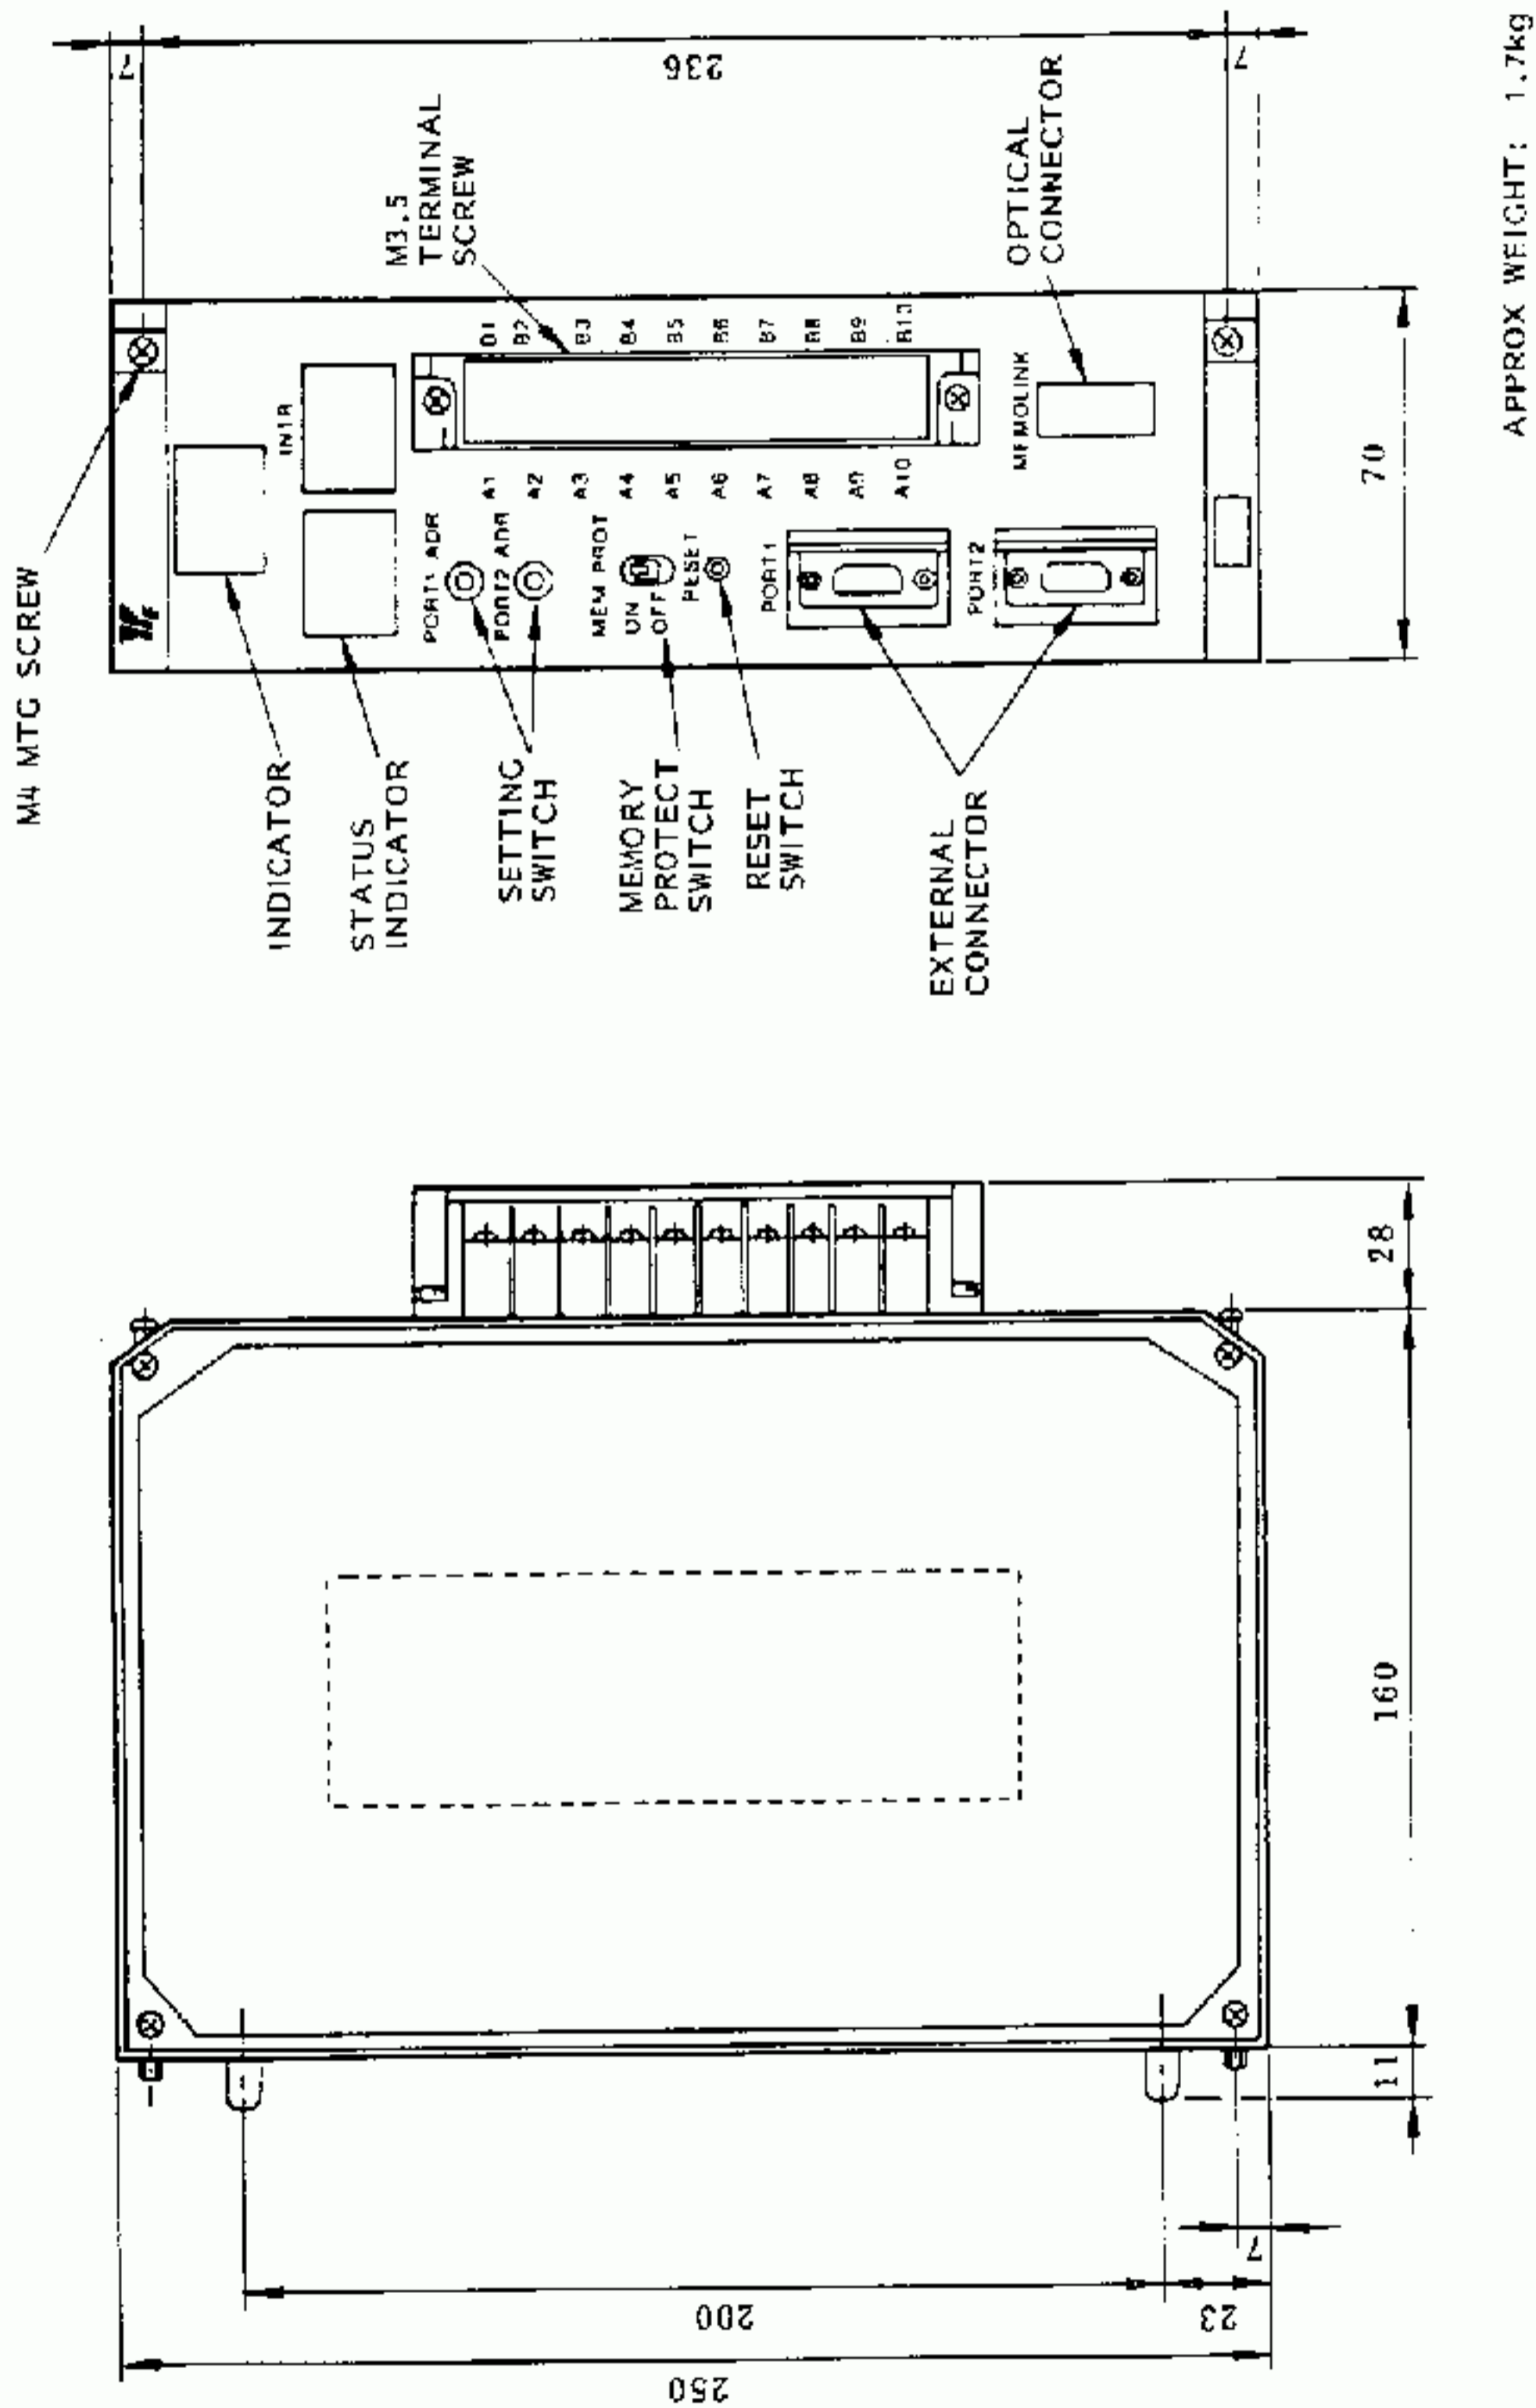 M4 MTG SCREW
INDICATOR
STATUS
INDICATOR
SETTING
SWITCH
MEMORY
PROTECT
SWITCH
RESET
SWITCH
EXTERNAL
CONNECTOR
M3.5
TERMINAL
SCREW
OPTICAL
CONNECTOR
IN1R
PORT1 ADR
PORT2 ADR
MEM PROT
ON
OFF
RESET
PORT1
PORT2
MEMOLINK
A1
A2
A3
A4
A5
A6
A7
A8
A9
A10
B1
B2
B3
B4
B5
B6
B7
B8
B9
B10
7
236
7
70
250
200
23
7
11
160
28
APPROX WEIGHT: 1.7kg